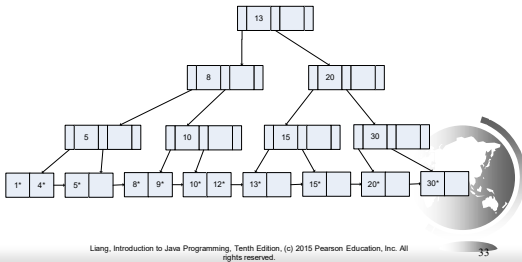 13
8 20
5 10 15 30
1* 4* 5* 8* 9* 10* 12* 13* 15* 20* 30*
Liang, Introduction to Java Programming, Tenth Edition, (c) 2015 Pearson Education, Inc. All
rights reserved.
33